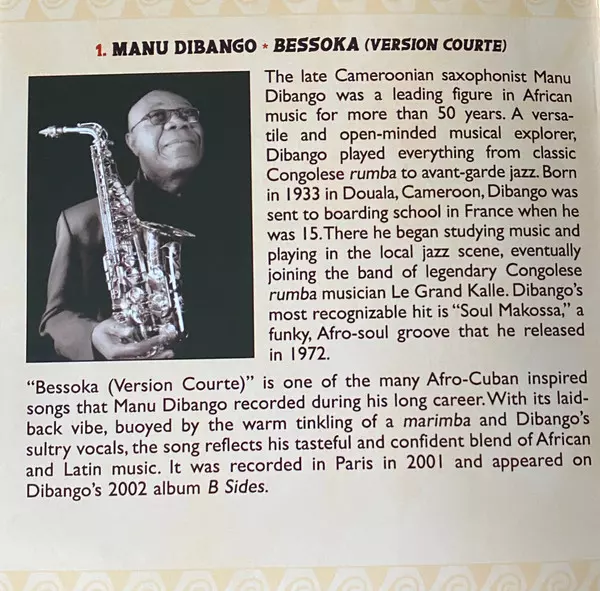 1. MANU DIBANGO * BESSOKA (VERSION COURTE)
The late Cameroonian saxophonist Manu
Dibango was a leading figure in African
music for more than 50 years. A versa-
tile and open-minded musical explorer,
Dibango played everything from classic
Congolese rumba to avant-garde jazz. Born
in 1933 in Douala, Cameroon, Dibango was
sent to boarding school in France when he
was 15. There he began studying music and
playing in the local jazz scene, eventually
joining the band of legendary Congolese
rumba musician Le Grand Kalle. Dibango's
most recognizable hit is "Soul Makossa," a
funky, Afro-soul groove that he released
in 1972.
"Bessoka (Version Courte)" is one of the many Afro-Cuban inspired
songs that Manu Dibango recorded during his long career. With its laid-
back vibe, buoyed by the warm tinkling of a marimba and Dibango's
sultry vocals, the song reflects his tasteful and confident blend of African
and Latin music. It was recorded in Paris in 2001 and appeared on
Dibango's 2002 album B Sides.